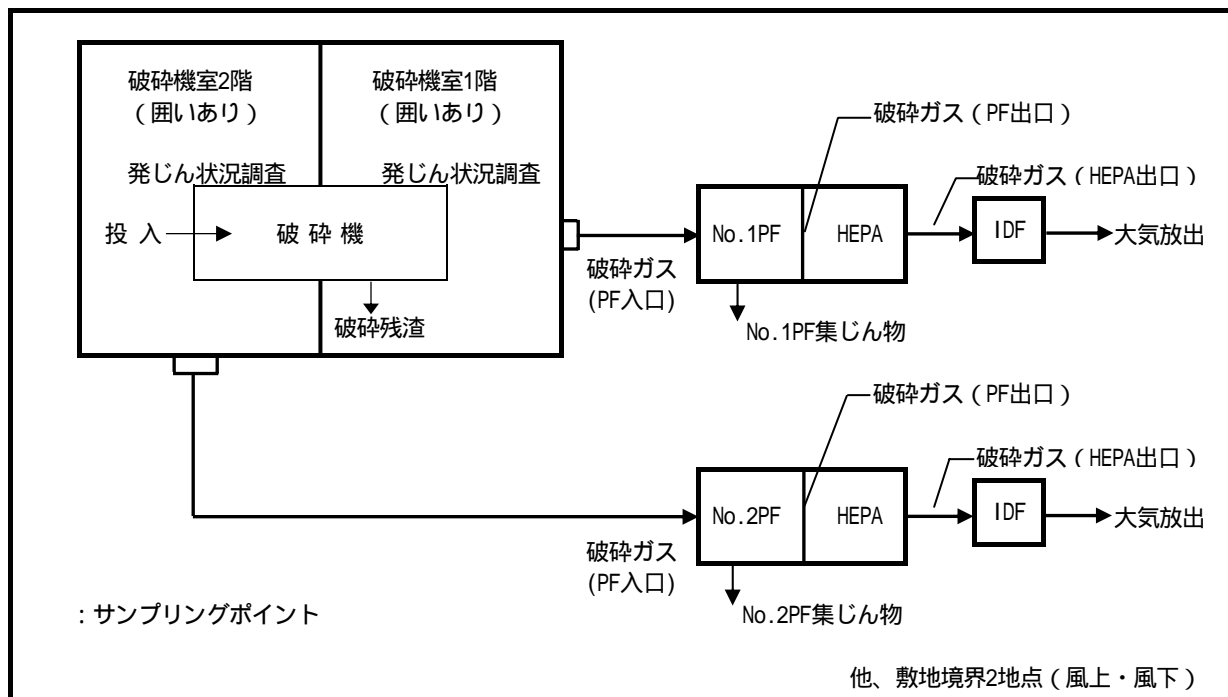 破砕機室2階
（囲いあり）
破砕機室1階
（囲いあり）
発じん状況調査
発じん状況調査
投 入
破 砕 機
破砕残渣
破砕ガス
(PF入口)
No.1PF
HEPA
破砕ガス（PF出口）
破砕ガス（HEPA出口）
IDF
大気放出
No.1PF集じん物
破砕ガス（PF出口）
破砕ガス（HEPA出口）
No.2PF
HEPA
IDF
大気放出
破砕ガス
(PF入口)
No.2PF集じん物
：サンプリングポイント
他、敷地境界2地点（風上・風下）